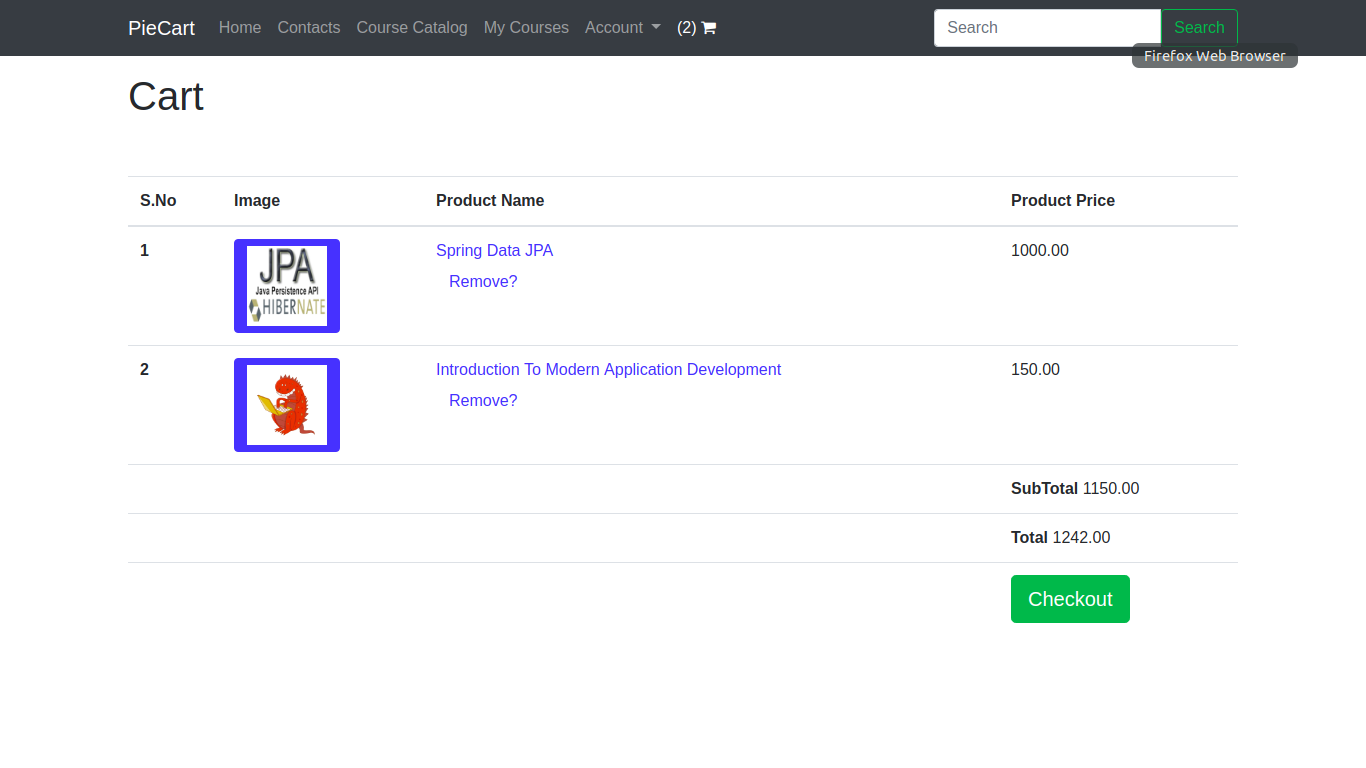 PieCart Home Contacts Course Catalog My Courses Account (2) Search Search
Firefox Web Browser
Cart
S.No Image Product Name Product Price
1 Spring Data JPA 1000.00
JPA
Java Persistence API
HIBERNATE
Remove?
2 Introduction To Modern Application Development 150.00
Remove?
SubTotal 1150.00
Total 1242.00
Checkout